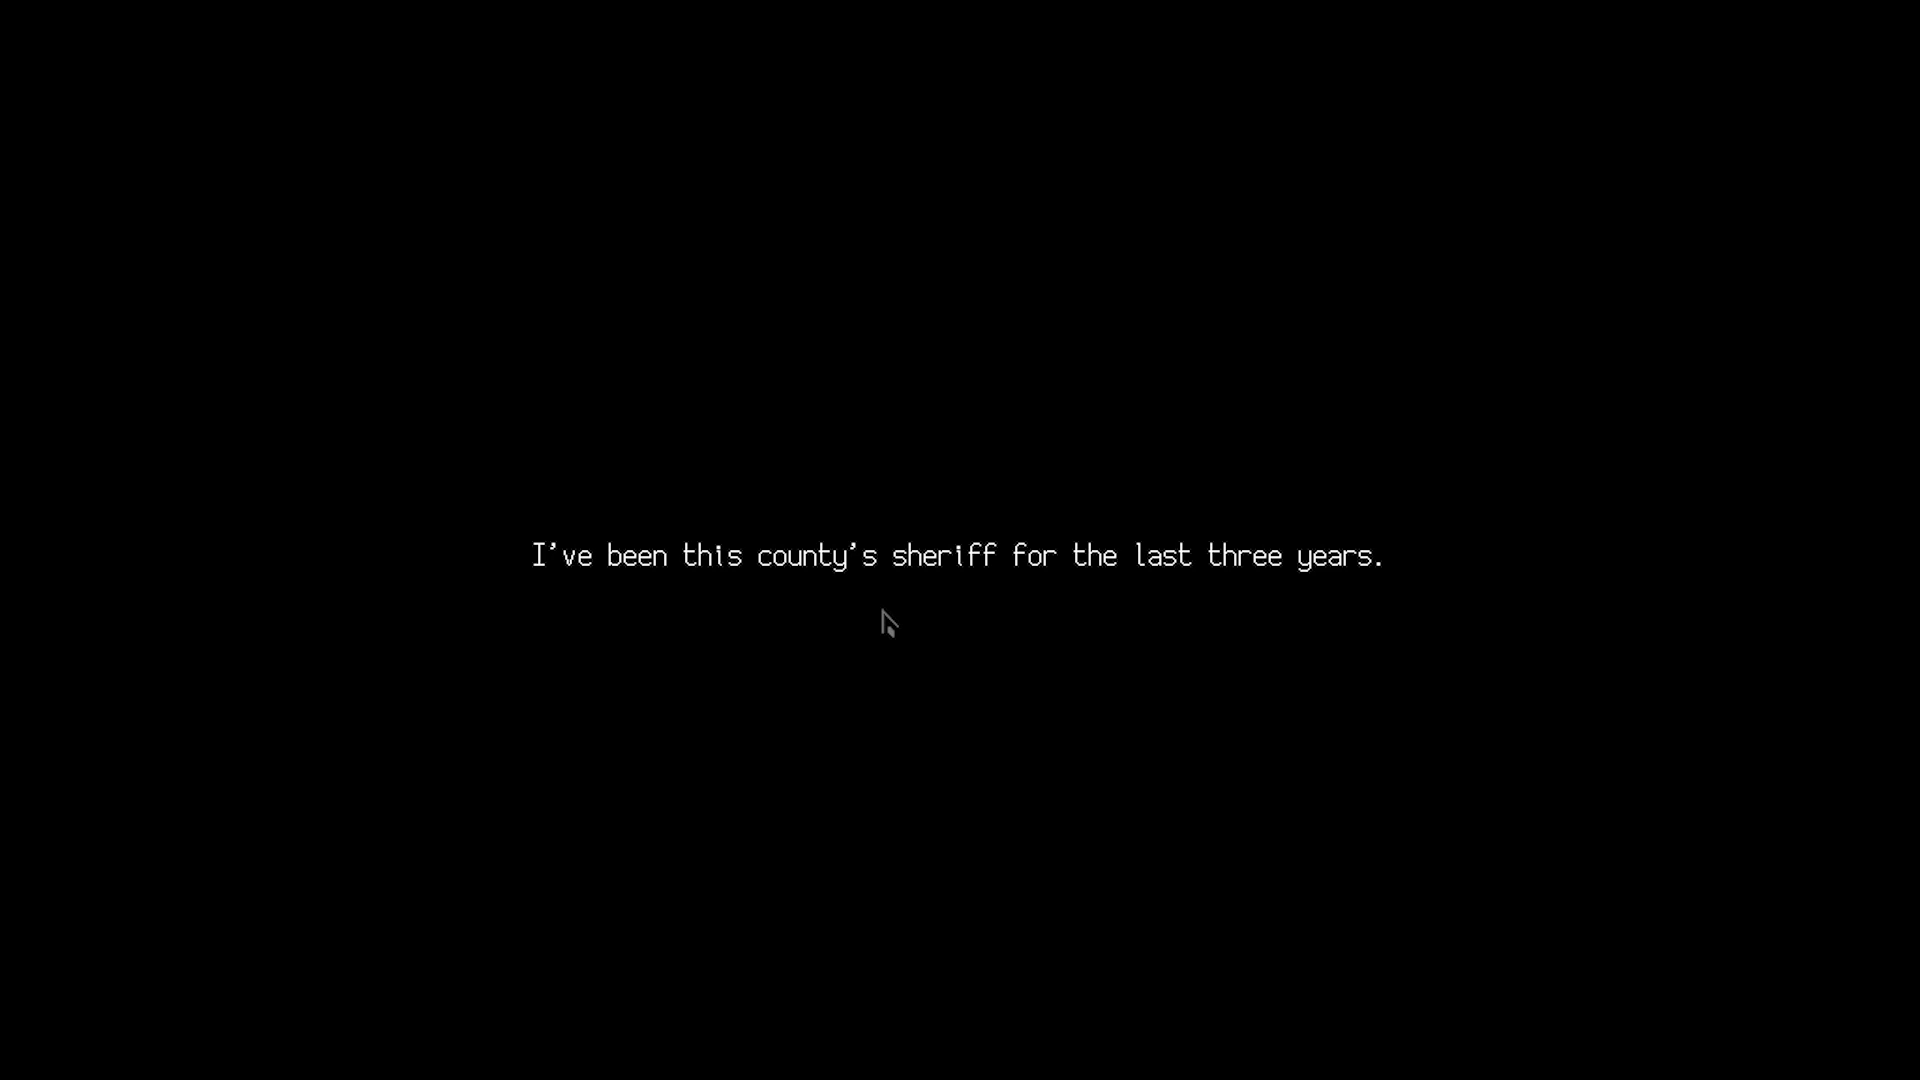 I’ve been this county’s sheriff for the last three years.